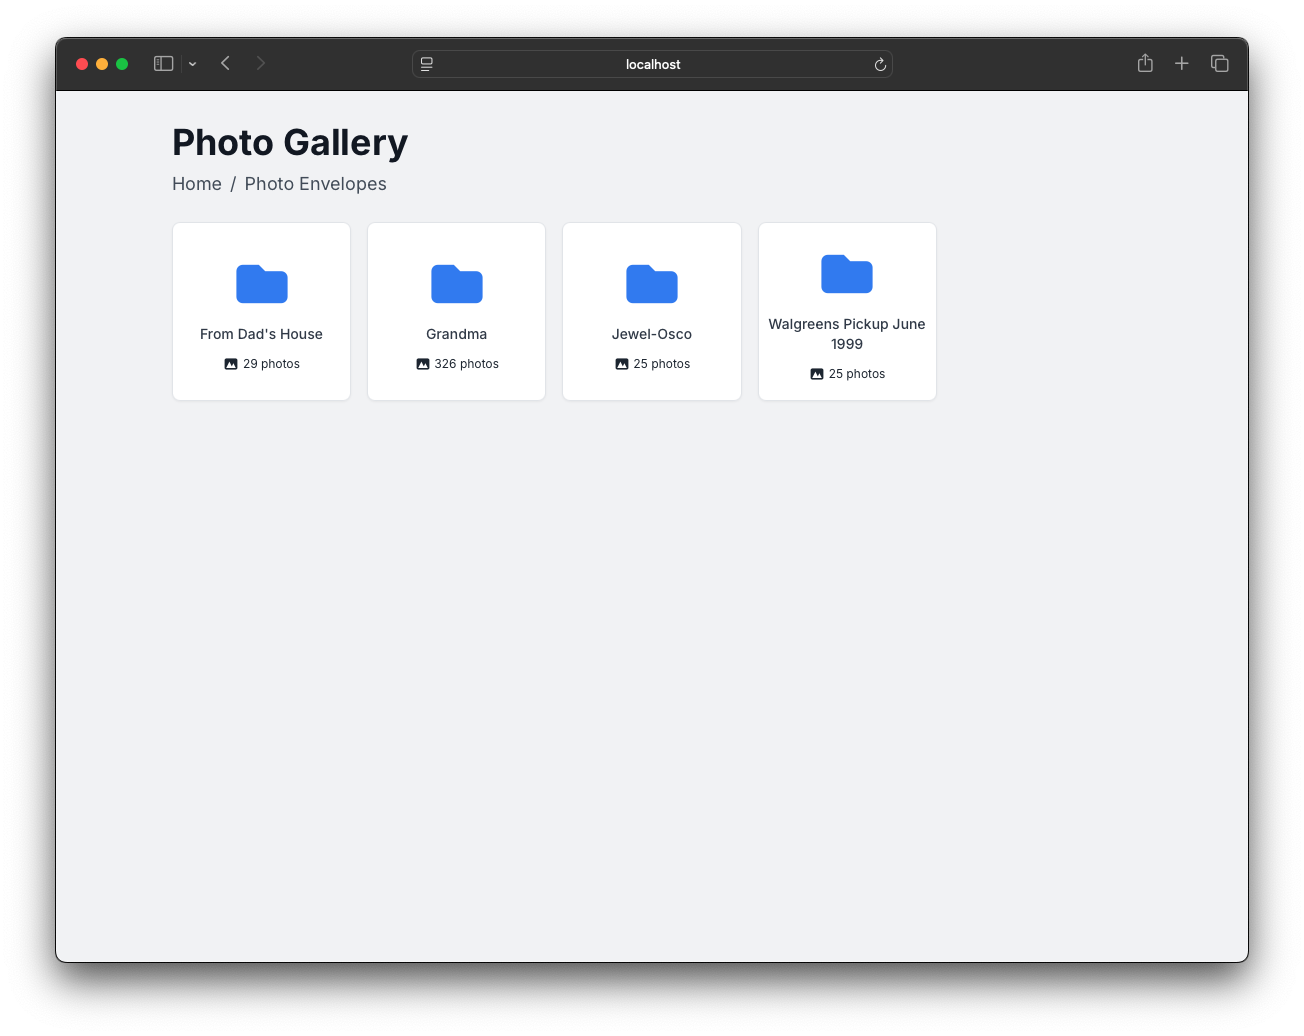 localhost
Photo Gallery
Home / Photo Envelopes
From Dad's House
29 photos
Grandma
326 photos
Jewel-Osco
25 photos
Walgreens Pickup June
1999
25 photos